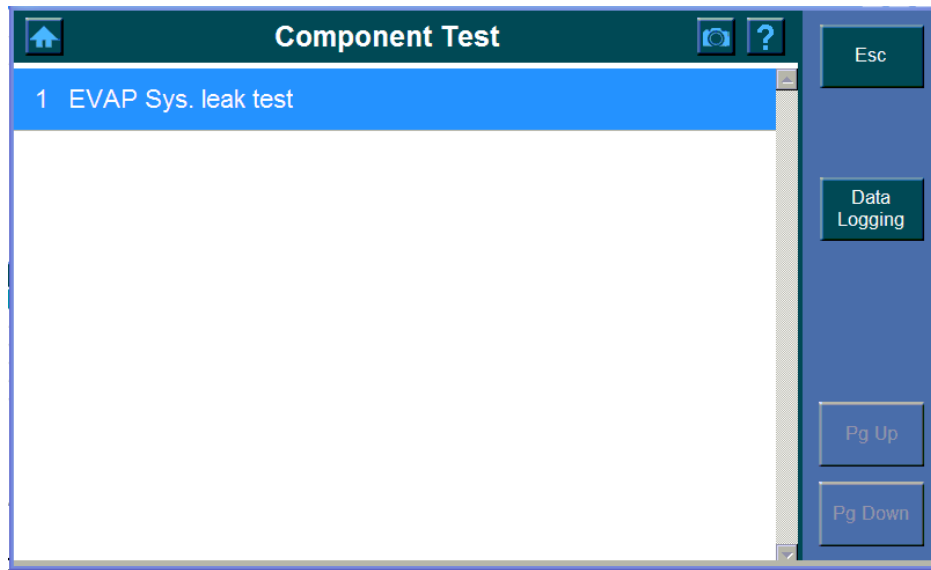 Component Test
?
Esc
1 EVAP Sys. leak test
Data
Logging
Pg Up
Pg Down